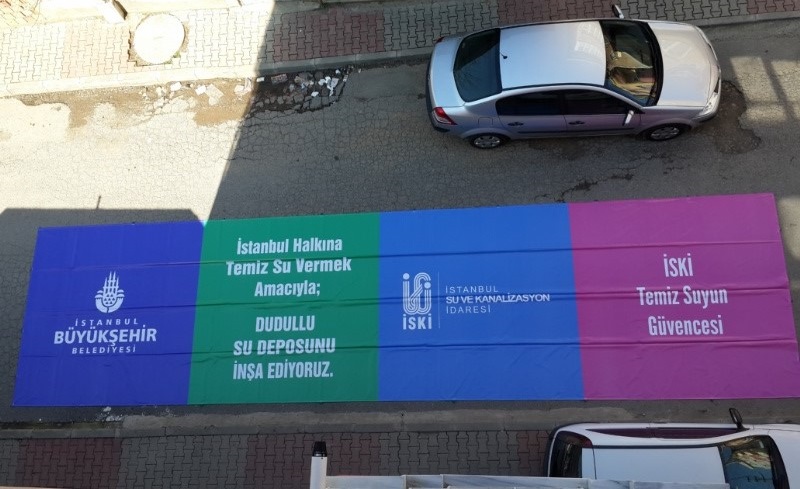 İSTANBUL
BÜYÜKŞEHİR
BELEDİYESİ
İstanbul Halkına
Temiz Su Vermek
Amacıyla;
DUDULLU
SU DEPOSUNU
İNŞA EDİYORUZ.
İSKİ
İSTANBUL
SU VE KANALİZASYON
İDARESİ
İSKİ
Temiz Suyun
Güvencesi